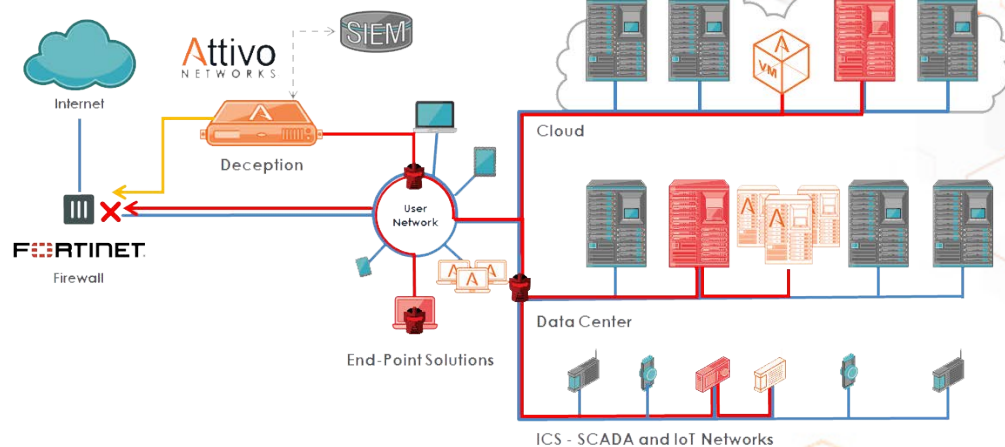 SIEM
Attivo
NETWORKS
Internet
A
VM
Cloud
A
Deception
User
Network
A A
A
FORTINET
Firewall
A A A
Data Center
End-Point Solutions
ICS - SCADA and IoT Networks